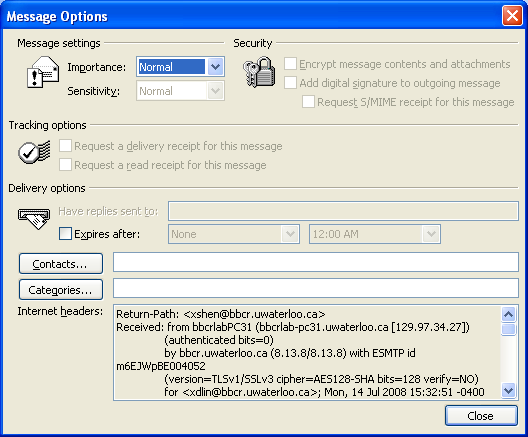 Message Options
Message settings
Security
Importance: Normal
Encrypt message contents and attachments
Sensitivity: Normal
Add digital signature to outgoing message
Request S/MIME receipt for this message
Tracking options
Request a delivery receipt for this message
Request a read receipt for this message
Delivery options
Have replies sent to:
Expires after: None 12:00 AM
Contacts...
Categories...
Internet headers:
Return-Path: <xshen@bbcr.uwaterloo.ca>
Received: from bbcrlabPC31 (bbcrlab-pc31.uwaterloo.ca [129.97.34.27])
(authenticated bits=0)
by bbcr.uwaterloo.ca (8.13.8/8.13.8) with ESMTP id
m6EJWpBE004052
(version=TLSv1/SSLv3 cipher=AES128-SHA bits=128 verify=NO)
for <xdlin@bbcr.uwaterloo.ca>; Mon, 14 Jul 2008 15:32:51 -0400
Close